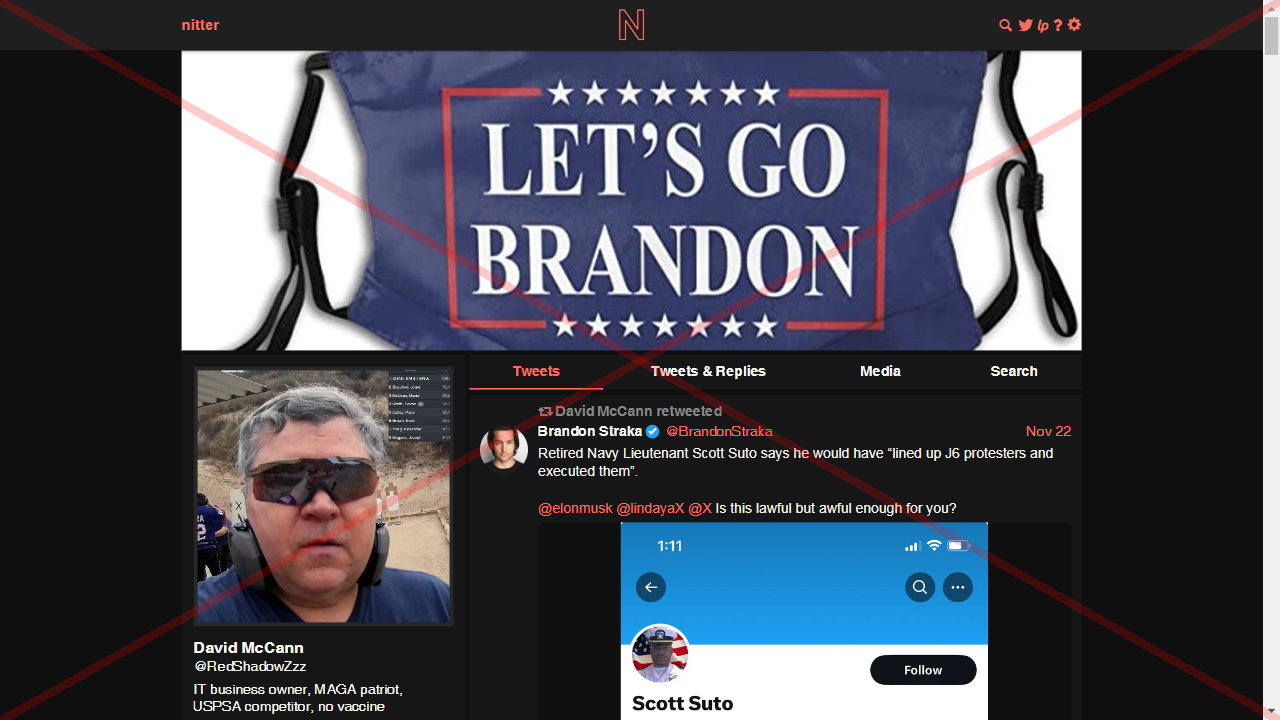 nitter
N
lp ?
LET'S GO
BRANDON
Tweets Tweets & Replies Media Search
David McCann retweeted
Brandon Straka @BrandonStraka Nov 22
Retired Navy Lieutenant Scott Suto says he would have “lined up J6 protesters and
executed them”.
@elonmusk @lindayaX @X Is this lawful but awful enough for you?
1:11
Follow
Scott Suto
David McCann
@RedShadowZzz
IT business owner, MAGA patriot,
USPSA competitor, no vaccine